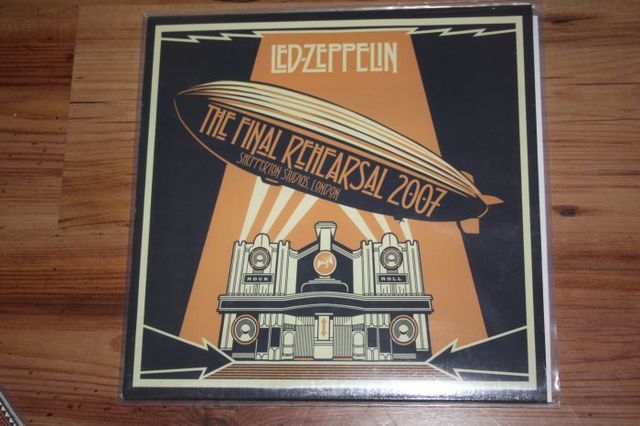 LED-ZEPPELIN
THE FINAL REHEARSAL 2007
SHEPPERTON STUDIOS, LONDON
ROCK ROLL